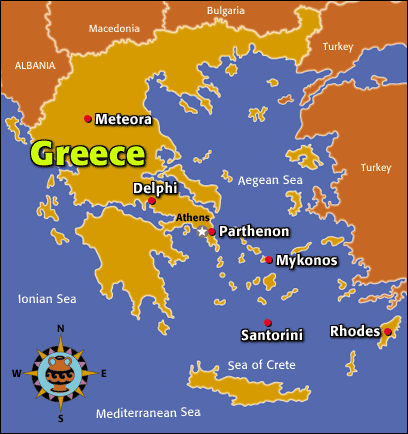 Bulgaria
Macedonia
Turkey
ALBANIA
Meteora
Greece
Turkey
Delphi
Aegean Sea
Athens
Parthenon
Mykonos
Ionian Sea
Santorini
Rhodes
N
W
E
S
Sea of Crete
Mediterranean Sea